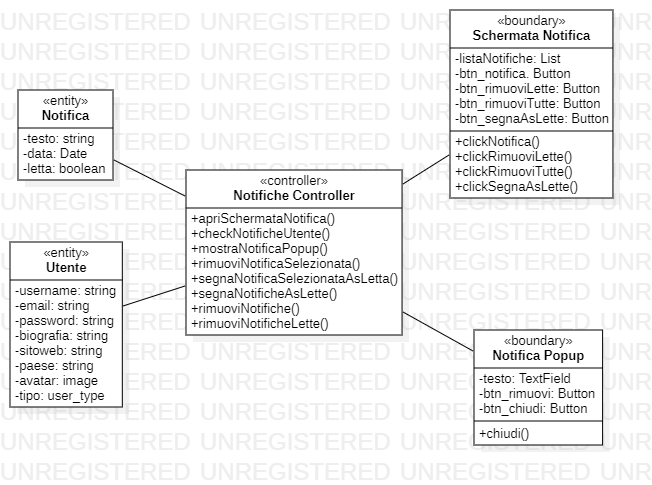 «entity»
Notifica
-testo: string
-data: Date
-letta: boolean
«entity»
Utente
-username: string
-email: string
-password: string
-biografia: string
-sitoweb: string
-paese: string
-avatar: image
-tipo: user_type
«controller»
Notifiche Controller
+apriSchermataNotifica()
+checkNotificheUtente()
+mostraNotificaPopup()
+rimuoviNotificaSelezionata()
+segnaNotificaSelezionataAsLetta()
+segnaNotificheAsLette()
+rimuoviNotifiche()
+rimuoviNotificheLette()
«boundary»
Schermata Notifica
-listaNotifiche: List
-btn_notifica. Button
-btn_rimuoviLette: Button
-btn_rimuoviTutte: Button
-btn_segnaAsLette: Button
+clickNotifica()
+clickRimuoviLette()
+clickRimuoviTutte()
+clickSegnaAsLette()
«boundary»
Notifica Popup
-testo: TextField
-btn_rimuovi: Button
-btn_chiudi: Button
+chiudi()
UNREGISTERED UNREGISTERED UNREGISTERED